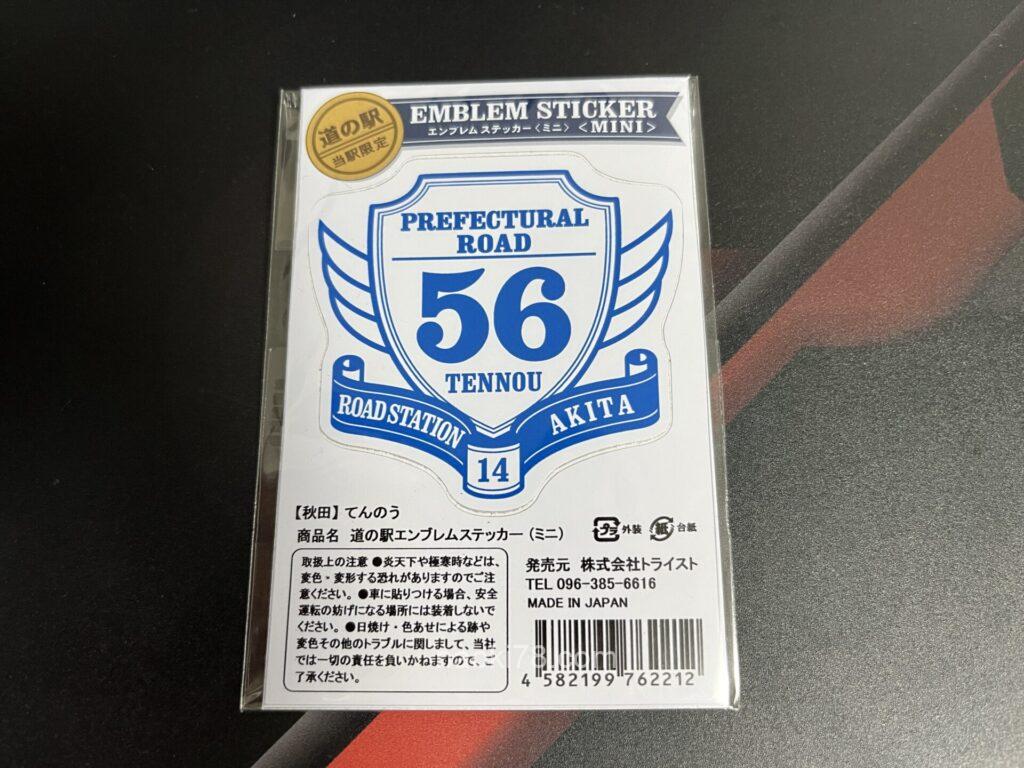 道の駅
当駅限定
EMBLEM STICKER
エンブレム ステッカー〈ミニ〉 <MINI>
PREFECTURAL
ROAD
56
TENNOU
ROAD STATION
AKITA
14
【秋田】てんのう
商品名 道の駅エンブレムステッカー（ミニ）
プラ 外装 紙 台紙
取扱上の注意 ●炎天下や極寒時などは、
変色・変形する恐れがありますのでご注
意ください。●車に貼りつける場合、安全
運転の妨げになる場所には装着しないで
ください。●日焼け・色あせによる跡や
変色その他のトラブルに関しまして、当社
では一切の責任を負いかねますので、ご
了承ください。
発売元 株式会社トライスト
TEL 096-385-6616
MADE IN JAPAN
4 582199 762212